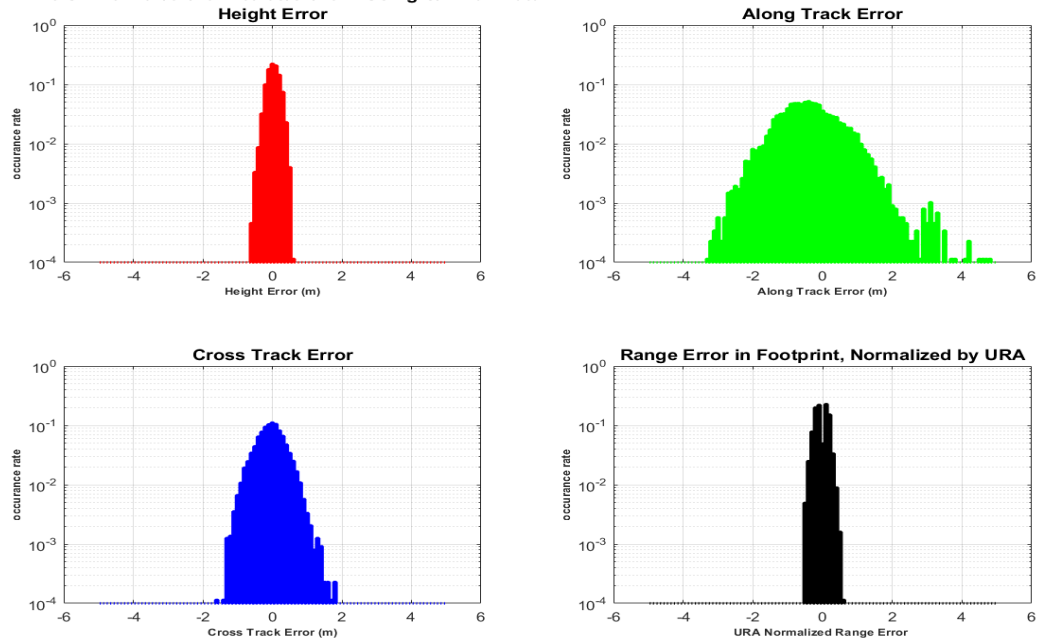 Height Error
10^0
10^-1
10^-2
10^-3
10^-4
occurance rate
-6 -4 -2 0 2 4 6
Height Error (m)
Along Track Error
10^0
10^-1
10^-2
10^-3
10^-4
occurance rate
-6 -4 -2 0 2 4 6
Along Track Error (m)
Cross Track Error
10^0
10^-1
10^-2
10^-3
10^-4
occurance rate
-6 -4 -2 0 2 4 6
Cross Track Error (m)
Range Error in Footprint, Normalized by URA
10^0
10^-1
10^-2
10^-3
10^-4
occurance rate
-6 -4 -2 0 2 4 6
URA Normalized Range Error